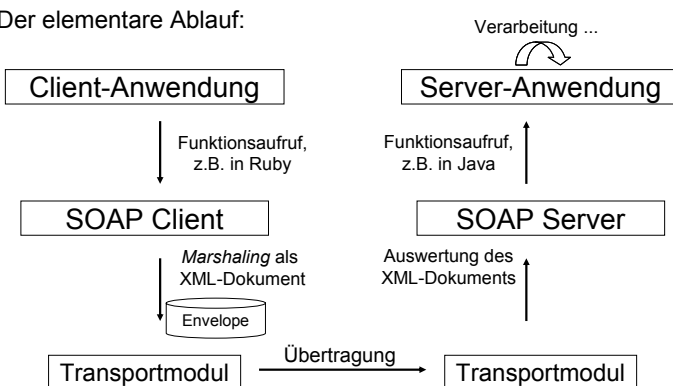 Der elementare Ablauf:
Verarbeitung ...
Client-Anwendung
Server-Anwendung
Funktionsaufruf,
z.B. in Ruby
Funktionsaufruf,
z.B. in Java
SOAP Client
SOAP Server
Marshaling als
XML-Dokument
Auswertung des
XML-Dokuments
Envelope
Übertragung
Transportmodul
Transportmodul